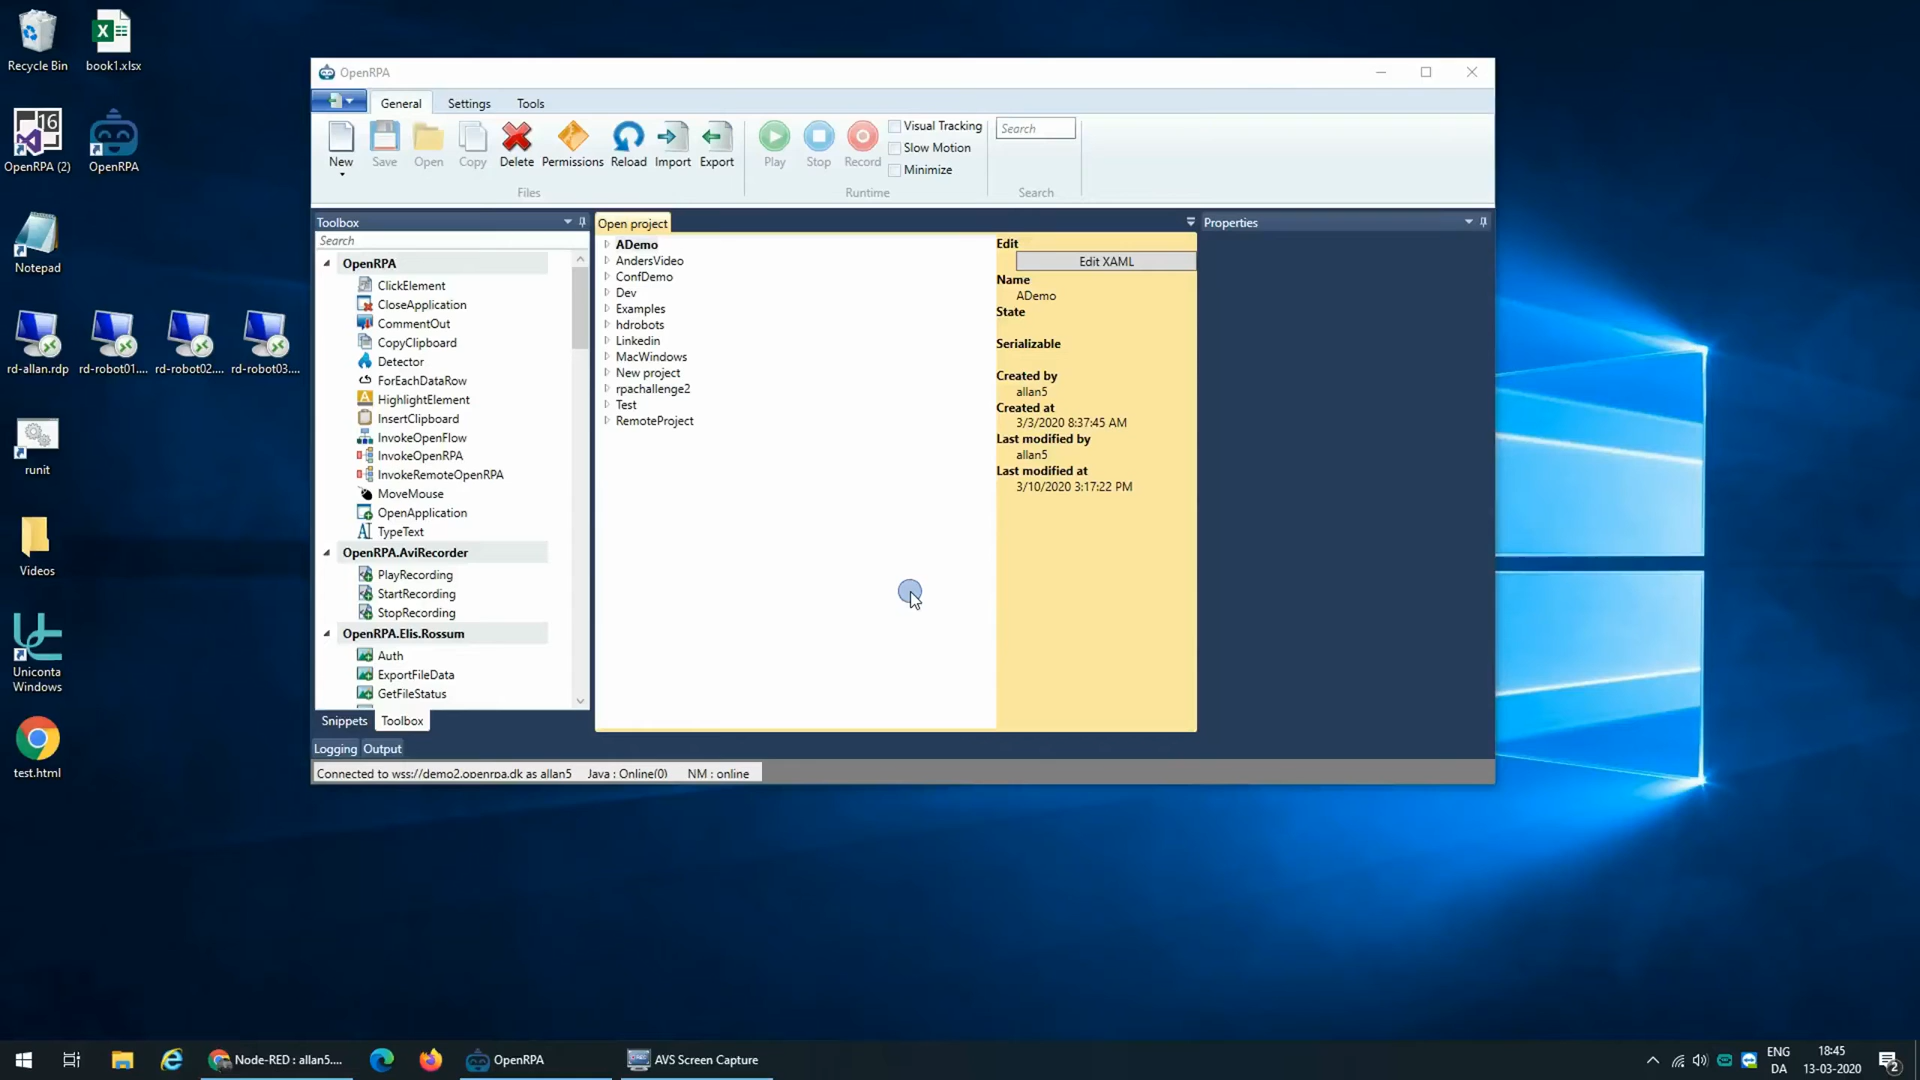 Recycle Bin
book1.xlsx
OpenRPA (2)
OpenRPA
Notepad
rd-allan.rdp
rd-robot01....
rd-robot02....
rd-robot03....
runit
Videos
Uniconta
Windows
test.html
OpenRPA
General
Settings
Tools
New
Save
Open
Copy
Delete
Permissions
Reload
Import
Export
Files
Play
Stop
Record
Visual Tracking
Slow Motion
Minimize
Runtime
Search
Search
Toolbox
Search
OpenRPA
ClickElement
CloseApplication
CommentOut
CopyClipboard
Detector
ForEachDataRow
HighlightElement
InsertClipboard
InvokeOpenFlow
InvokeOpenRPA
InvokeRemoteOpenRPA
MoveMouse
OpenApplication
TypeText
OpenRPA.AviRecorder
PlayRecording
StartRecording
StopRecording
OpenRPA.Elis.Rossum
Auth
ExportFileData
GetFileStatus
Snippets
Toolbox
Open project
ADemo
AndersVideo
ConfDemo
Dev
Examples
hdrobots
Linkedin
MacWindows
New project
rpachallenge2
Test
RemoteProject
Edit
Edit XAML
Name
ADemo
State
Serializable
Created by
allan5
Created at
3/3/2020 8:37:45 AM
Last modified by
allan5
Last modified at
3/10/2020 3:17:22 PM
Properties
Logging
Output
Connected to wss://demo2.openrpa.dk as allan5
Java : Online(0)
NM : online
Node-RED : allan5....
OpenRPA
AVS Screen Capture
ENG
DA
18:45
13-03-2020
2